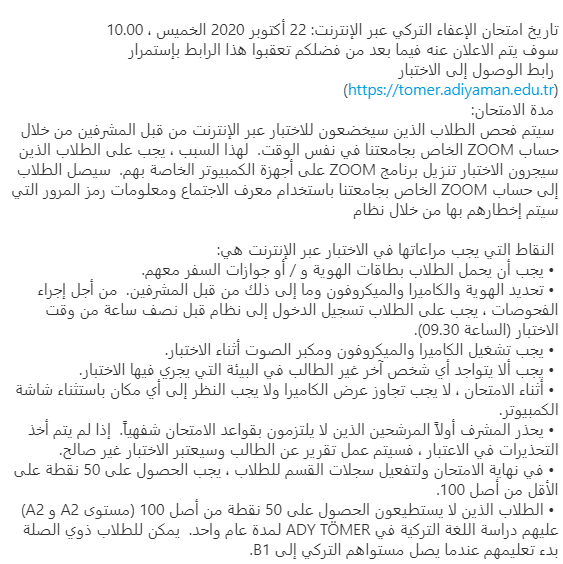 تاريخ امتحان الإعفاء التركي عبر الإنترنت: 22 أكتوبر 2020 الخميس ، 10.00
سوف يتم الاعلان عنه فيما بعد من فضلكم تعقبوا هذا الرابط بإستمرار
رابط الوصول إلى الاختبار
(https://tomer.adiyaman.edu.tr)
مدة الامتحان:
سيتم فحص الطلاب الذين سيخضعون للاختبار عبر الإنترنت من قبل المشرفين من خلال
حساب ZOOM الخاص بجامعتنا في نفس الوقت. لهذا السبب ، يجب على الطلاب الذين
سيجرون الاختبار تنزيل برنامج ZOOM على أجهزة الكمبيوتر الخاصة بهم. سيصل الطلاب
إلى حساب ZOOM الخاص بجامعتنا باستخدام معرف الاجتماع ومعلومات رمز المرور التي
سيتم إخطارهم بها من خلال نظام
النقاط التي يجب مراعاتها في الاختبار عبر الإنترنت هي:
• يجب أن يحمل الطلاب بطاقات الهوية و / أو جوازات السفر معهم.
• تحديد الهوية والكاميرا والميكروفون وما إلى ذلك من قبل المشرفين. من أجل إجراء
الفحوصات ، يجب على الطلاب تسجيل الدخول إلى نظام قبل نصف ساعة من وقت
الاختبار (الساعة 09.30).
• يجب تشغيل الكاميرا والميكروفون ومكبر الصوت أثناء الاختبار.
• يجب ألا يتواجد أي شخص آخر غير الطالب في البيئة التي يجري فيها الاختبار.
• أثناء الامتحان ، لا يجب تجاوز عرض الكاميرا ولا يجب النظر إلى أي مكان باستثناء شاشة
الكمبيوتر.
• يحذر المشرف أولاً المرشحين الذين لا يلتزمون بقواعد الامتحان شفهياً. إذا لم يتم أخذ
التحذيرات في الاعتبار ، فسيتم عمل تقرير عن الطالب وسيعتبر الاختبار غير صالح.
• في نهاية الامتحان ولتفعيل سجلات القسم للطلاب ، يجب الحصول على 50 نقطة على
الأقل من أصل 100.
• الطلاب الذين لا يستطيعون الحصول على 50 نقطة من أصل 100 (مستوى A2 و A2)
عليهم دراسة اللغة التركية في ADY TÖMER لمدة عام واحد. يمكن للطلاب ذوي الصلة
بدء تعليمهم عندما يصل مستواهم التركي إلى B1.